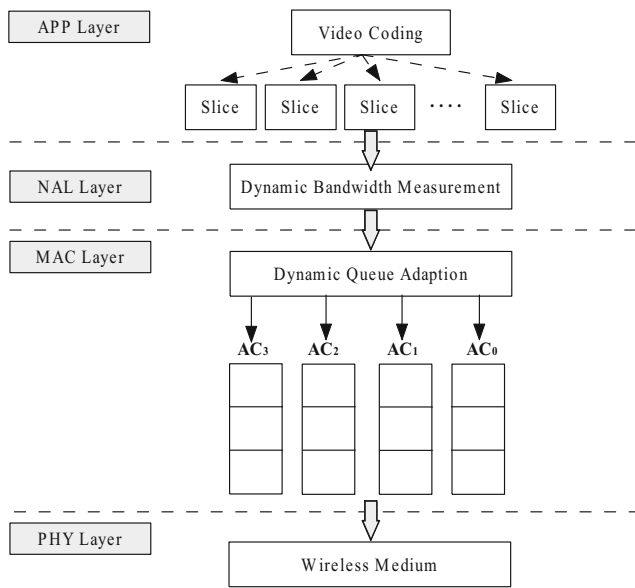 APP Layer
Video Coding
Slice Slice Slice ···· Slice
NAL Layer
Dynamic Bandwidth Measurement
MAC Layer
Dynamic Queue Adaption
AC3 AC2 AC1 AC0
PHY Layer
Wireless Medium